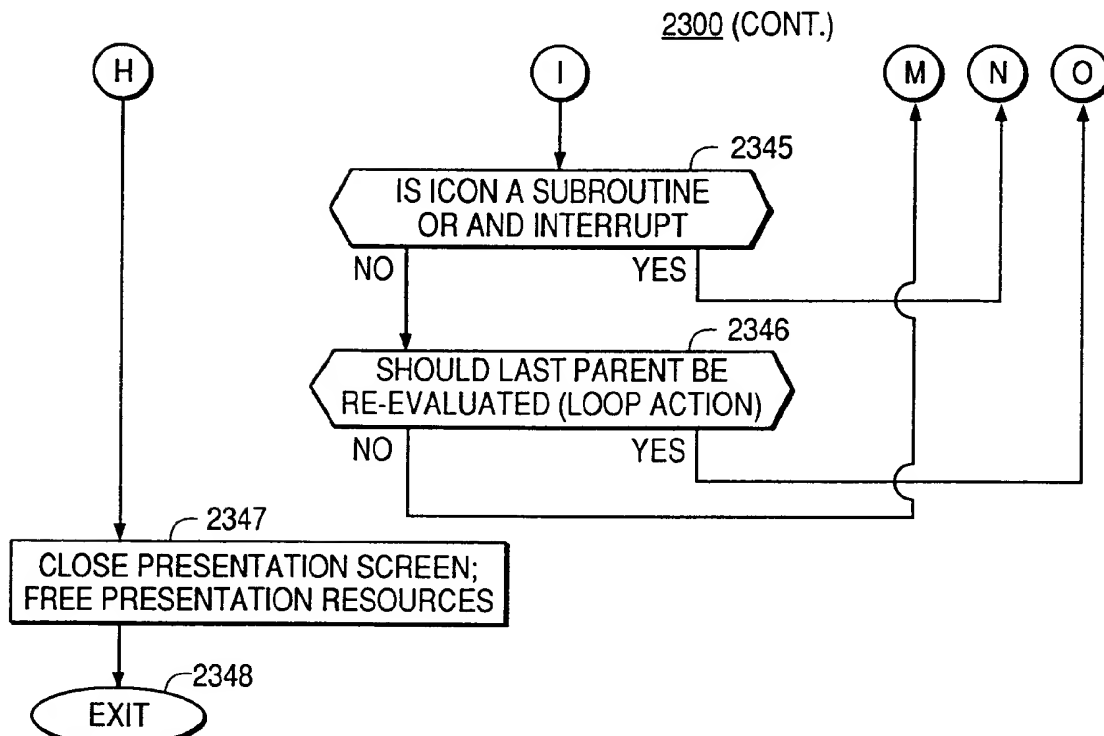 2300 (CONT.)
H
I
M
N
O
2345
IS ICON A SUBROUTINE
OR AND INTERRUPT
NO
YES
2346
SHOULD LAST PARENT BE
RE-EVALUATED (LOOP ACTION)
NO
YES
2347
CLOSE PRESENTATION SCREEN;
FREE PRESENTATION RESOURCES
2348
EXIT